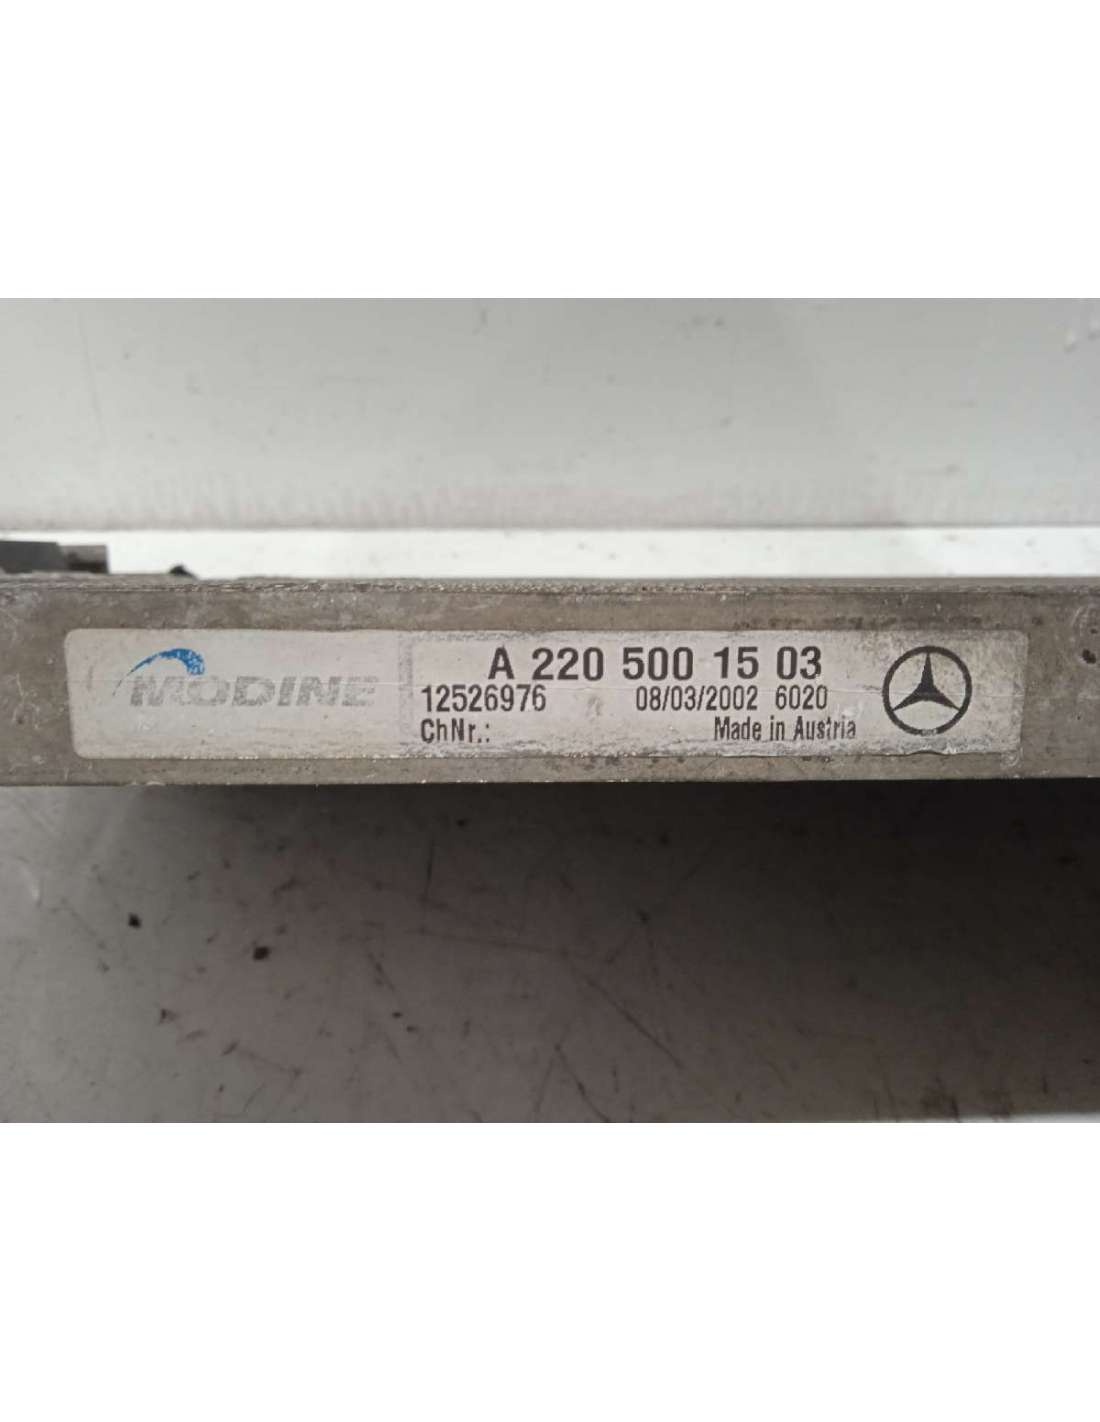 MODINE
A 220 500 15 03
12526976 08/03/2002 6020
ChNr.: Made in Austria